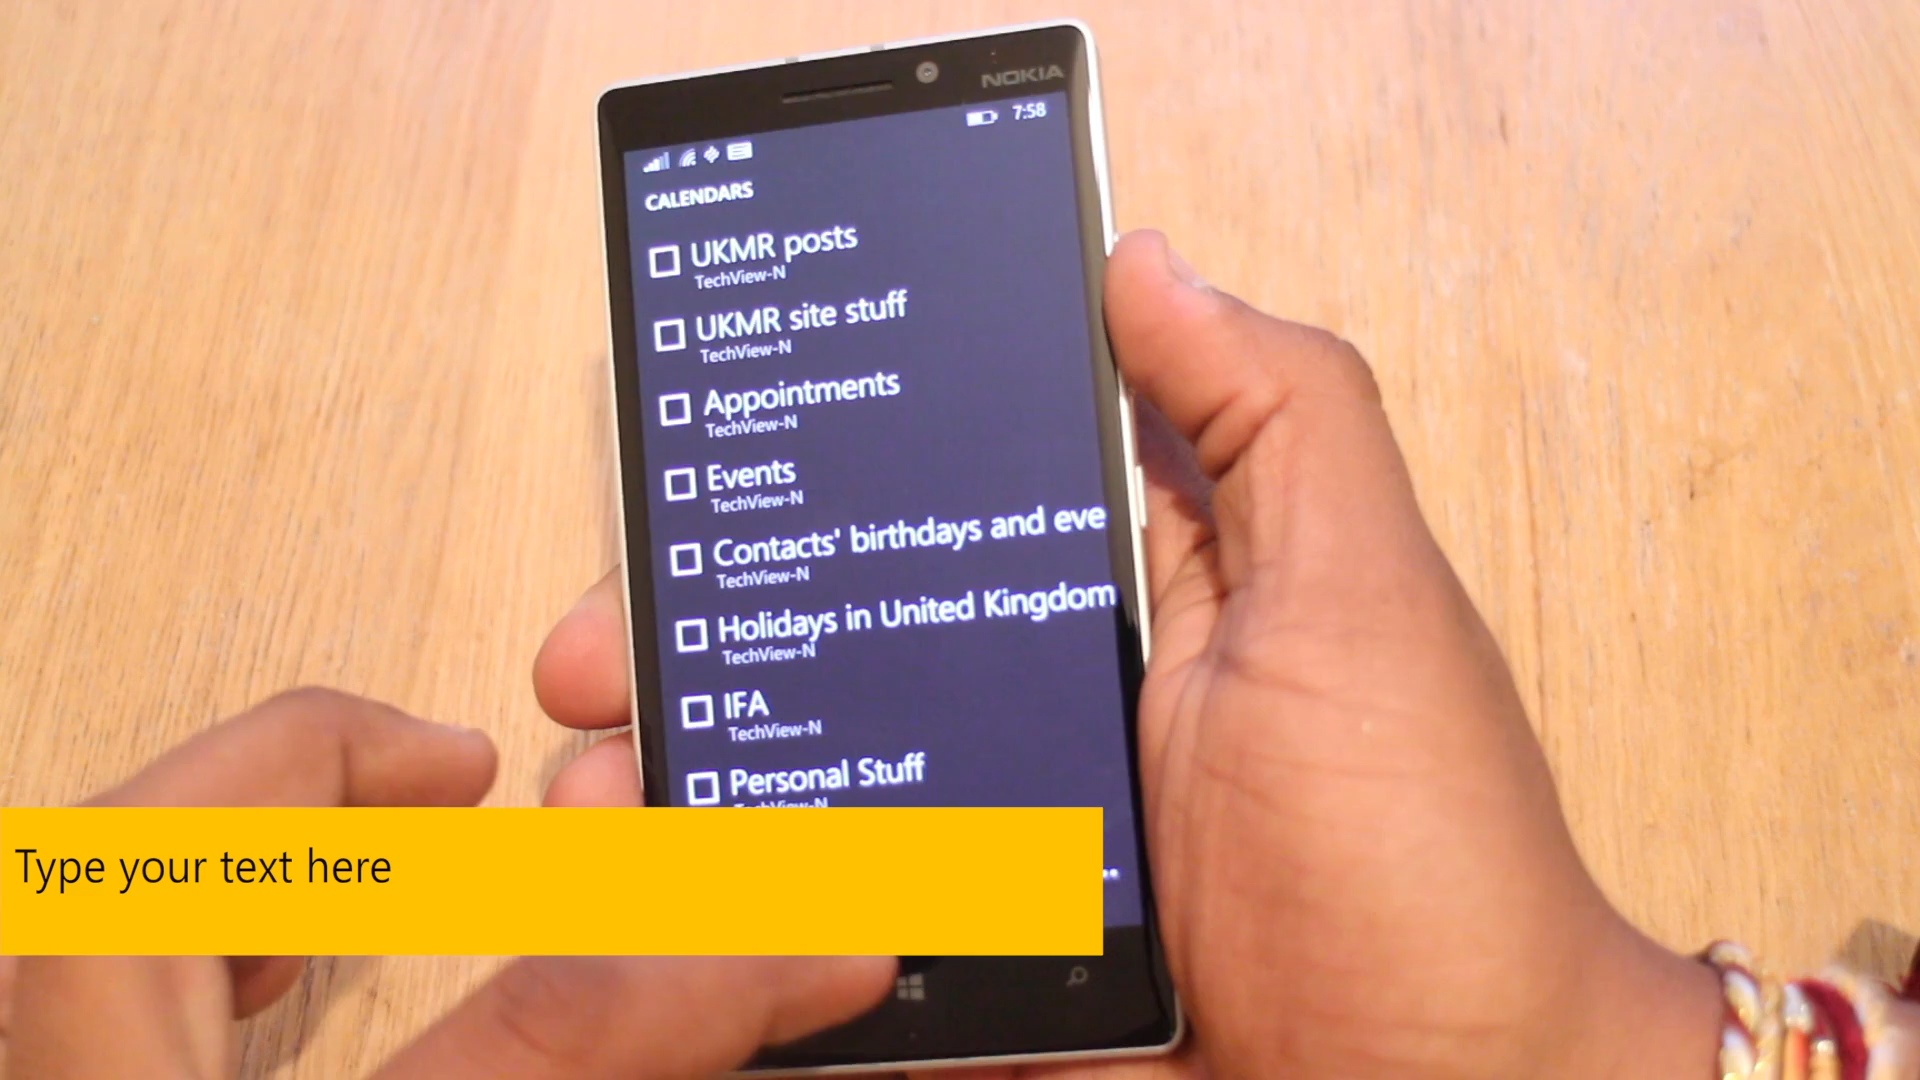 NOKIA
7:58
CALENDARS
UKMR posts
TechView-N
UKMR site stuff
TechView-N
Appointments
TechView-N
Events
TechView-N
Contacts' birthdays and eve
TechView-N
Holidays in United Kingdom
TechView-N
IFA
TechView-N
Personal Stuff
TechView-N
Type your text here